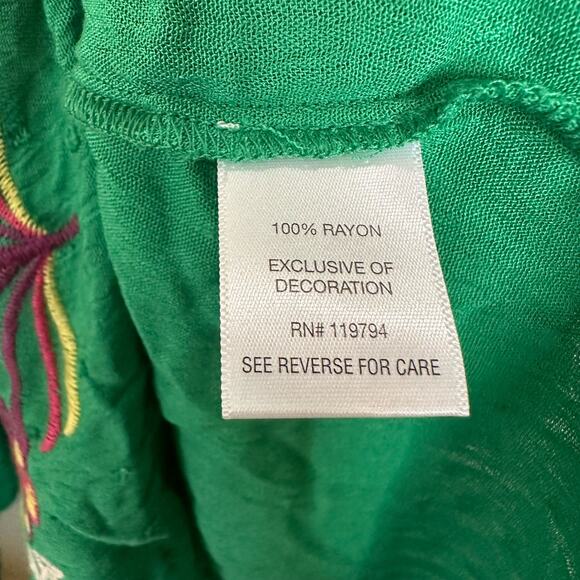 100% RAYON
EXCLUSIVE OF
DECORATION
RN# 119794
SEE REVERSE FOR CARE